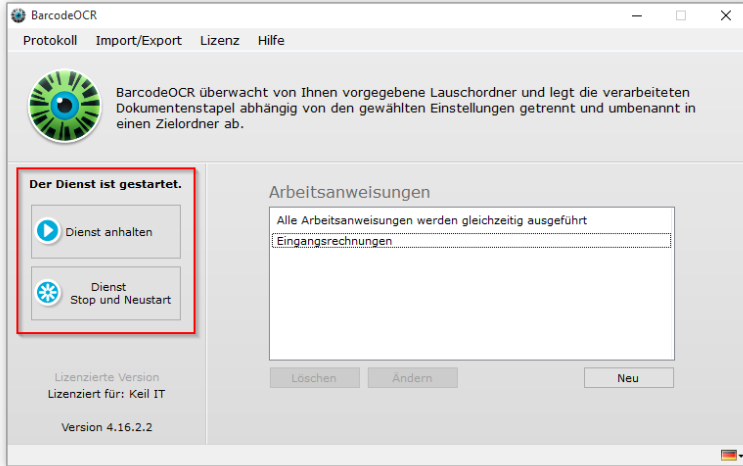 BarcodeOCR
Protokoll Import/Export Lizenz Hilfe
BarcodeOCR überwacht von Ihnen vorgegebene Lauschordner und legt die verarbeiteten
Dokumentenstapel abhängig von den gewählten Einstellungen getrennt und umbenannt in
einen Zielordner ab.
Der Dienst ist gestartet.
Dienst anhalten
Dienst
Stop und Neustart
Lizenzierte Version
Lizenziert für: Keil IT
Version 4.16.2.2
Arbeitsanweisungen
Alle Arbeitsanweisungen werden gleichzeitig ausgeführt
Eingangsrechnungen
Löschen Ändern Neu